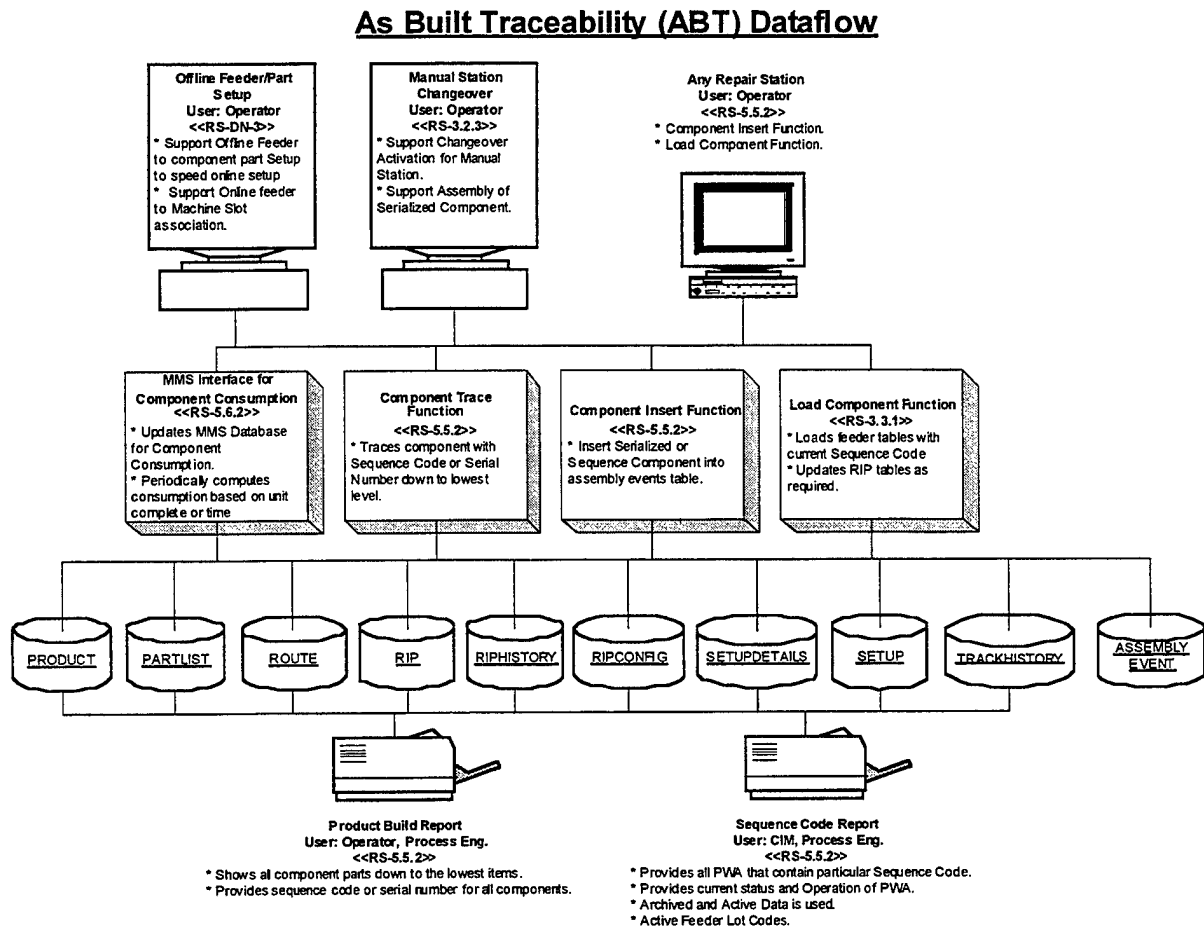 As Built Traceability (ABT) Dataflow
Offline Feeder/Part
Setup
User: Operator
<<RS-DN-3>>
* Support Offline Feeder
to component part Setup
to speed online setup
* Support Online feeder
to Machine Slot
association.
Manual Station
Changeover
User: Operator
<<RS-3.2.3>>
* Support Changeover
Activation for Manual
Station.
* Support Assembly of
Serialized Component.
Any Repair Station
User: Operator
<<RS-5.5.2>>
* Component Insert Function.
* Load Component Function.
MMS Interface for
Component Consumption
<<RS-5.6.2>>
* Updates MMS Database
for Component
Consumption.
* Periodically computes
consumption based on unit
complete or time
Component Trace
Function
<<RS-5.5.2>>
* Traces component with
Sequence Code or Serial
Number down to lowest
level.
Component Insert Function
<<RS-5.5.2>>
* Insert Serialized or
Sequence Component into
assembly events table.
Load Component Function
<<RS-3.3.1>>
* Loads feeder tables with
current Sequence Code
* Updates RIP tables as
required.
PRODUCT
PARTLIST
ROUTE
RIP
RIPHISTORY
RIPCONFIG
SETUPDETAILS
SETUP
TRACKHISTORY
ASSEMBLY
EVENT
Product Build Report
User: Operator, Process Eng.
<<RS-5.5.2>>
* Shows all component parts down to the lowest items.
* Provides sequence code or serial number for all components.
Sequence Code Report
User: CIM, Process Eng.
<<RS-5.5.2>>
* Provides all PWA that contain particular Sequence Code.
* Provides current status and Operation of PWA.
* Archived and Active Data is used.
* Active Feeder Lot Codes.